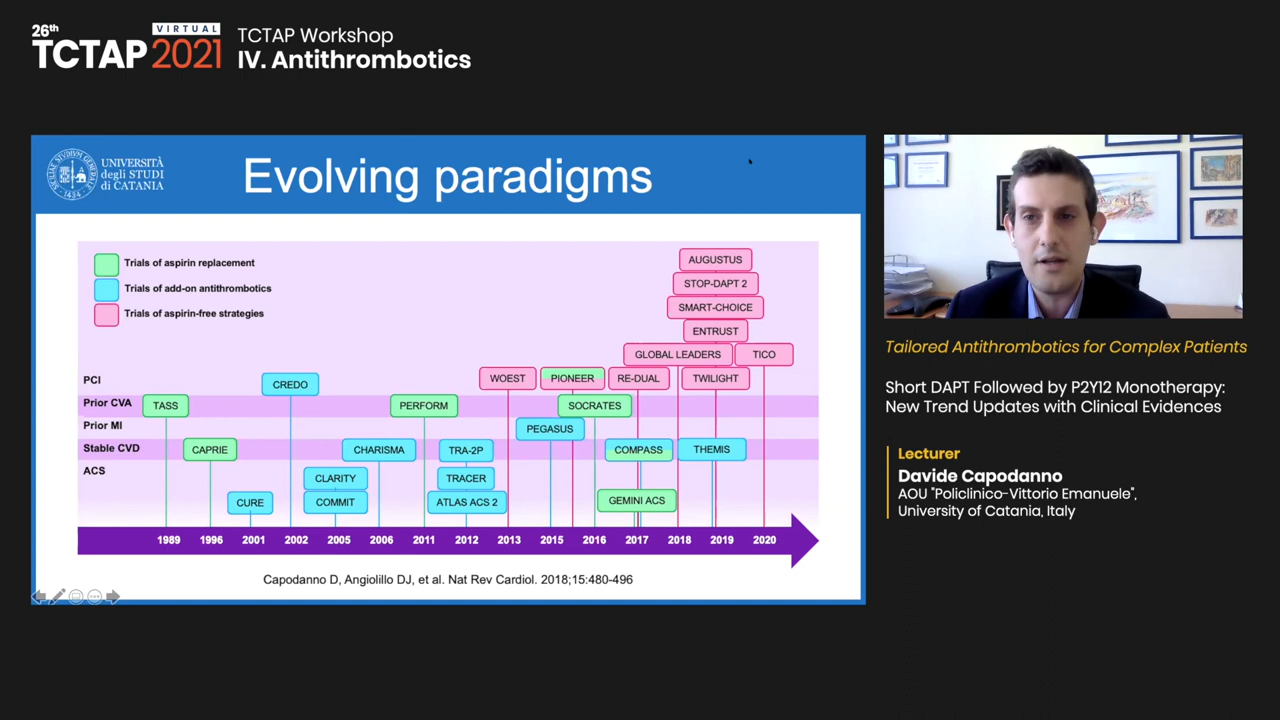 26th
VIRTUAL
TCTAP 2021
TCTAP Workshop
IV. Antithrombotics
UNIVERSITÀ
degli STUDI
di CATANIA
Evolving paradigms
Trials of aspirin replacement
Trials of add-on antithrombotics
Trials of aspirin-free strategies
AUGUSTUS
STOP-DAPT 2
SMART-CHOICE
ENTRUST
GLOBAL LEADERS
TICO
PCI
CREDO
WOEST
PIONEER
RE-DUAL
TWILIGHT
Prior CVA
TASS
PERFORM
SOCRATES
Prior MI
PEGASUS
Stable CVD
CAPRIE
CHARISMA
TRA-2P
COMPASS
THEMIS
ACS
CLARITY
TRACER
CURE
COMMIT
ATLAS ACS 2
GEMINI ACS
1989 1996 2001 2002 2005 2006 2011 2012 2013 2015 2016 2017 2018 2019 2020
Capodanno D, Angiolillo DJ, et al. Nat Rev Cardiol. 2018;15:480-496
Tailored Antithrombotics for Complex Patients
Short DAPT Followed by P2Y12 Monotherapy:
New Trend Updates with Clinical Evidences
Lecturer
Davide Capodanno
AOU "Policlinico-Vittorio Emanuele",
University of Catania, Italy